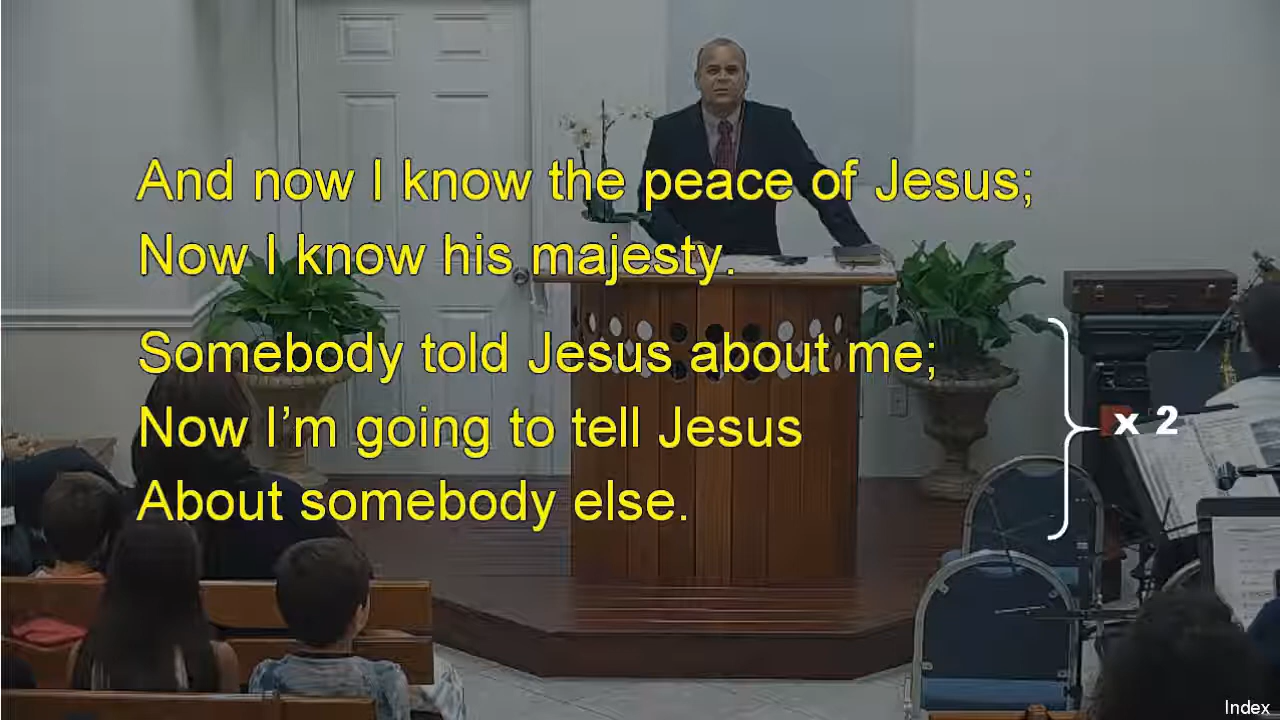 And now I know the peace of Jesus;
Now I know his majesty.
Somebody told Jesus about me;
Now I'm going to tell Jesus
About somebody else.
x 2
Index